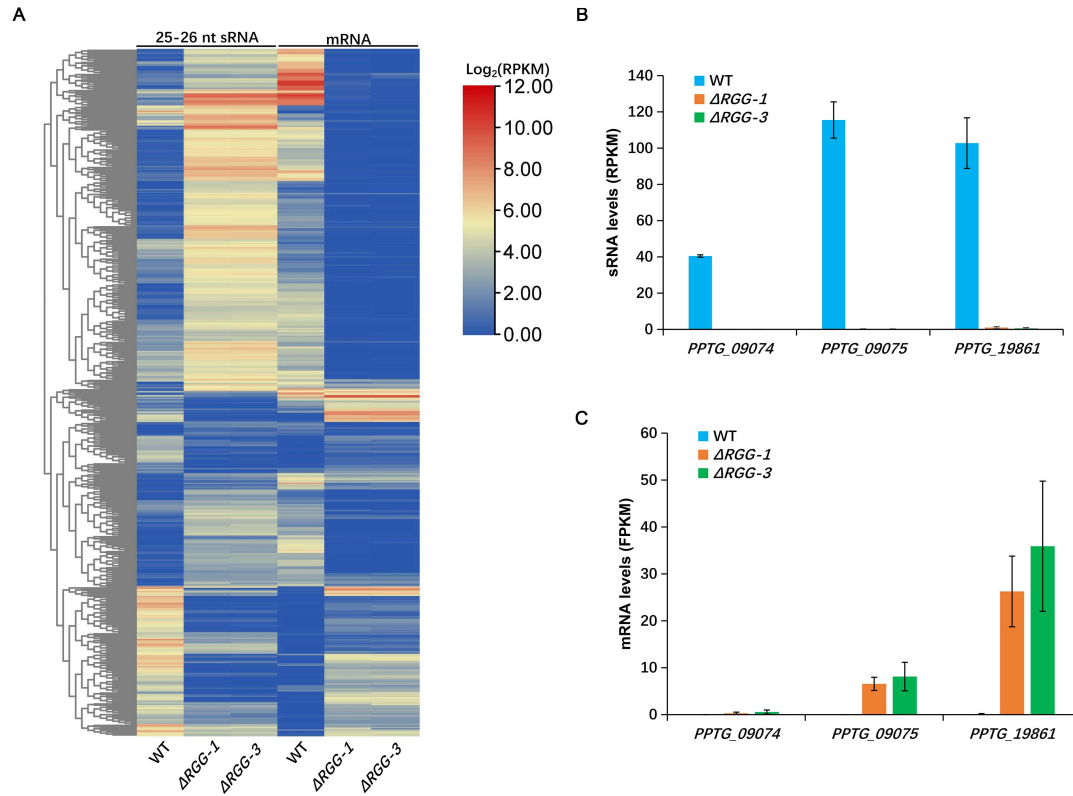 A
25-26 nt sRNA
mRNA
Log₂(RPKM)
12.00
10.00
8.00
6.00
4.00
2.00
0.00
WT
ΔRGG-1
ΔRGG-3
WT
ΔRGG-1
ΔRGG-3
B
sRNA levels (RPKM)
140
120
100
80
60
40
20
0
WT
ΔRGG-1
ΔRGG-3
PPTG_09074
PPTG_09075
PPTG_19861
C
mRNA levels (FPKM)
60
50
40
30
20
10
0
WT
ΔRGG-1
ΔRGG-3
PPTG_09074
PPTG_09075
PPTG_19861